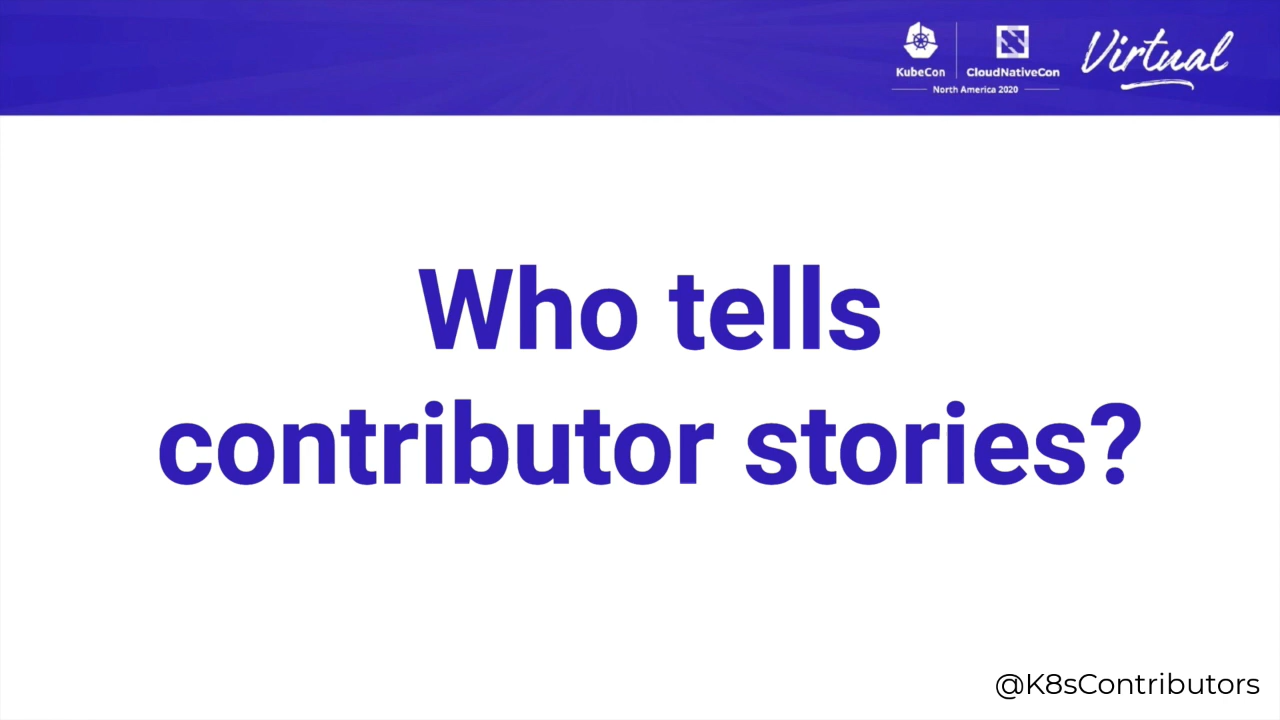 KubeCon
CloudNativeCon
North America 2020
Virtual
Who tells
contributor stories?
@K8sContributors